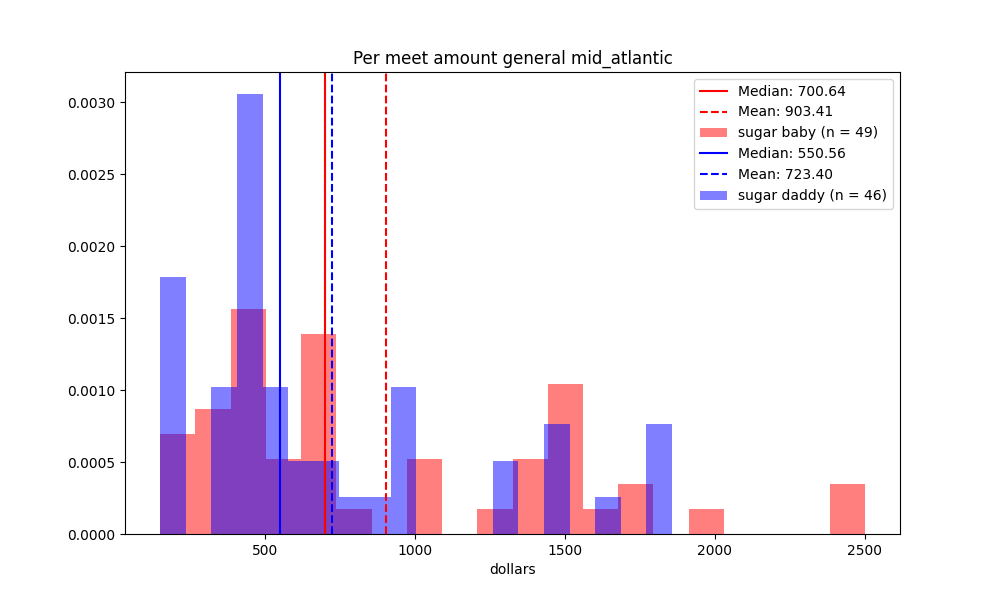 Per meet amount general mid_atlantic
Median: 700.64
Mean: 903.41
sugar baby (n = 49)
Median: 550.56
Mean: 723.40
sugar daddy (n = 46)
0.0030
0.0025
0.0020
0.0015
0.0010
0.0005
0.0000
500 1000 1500 2000 2500
dollars